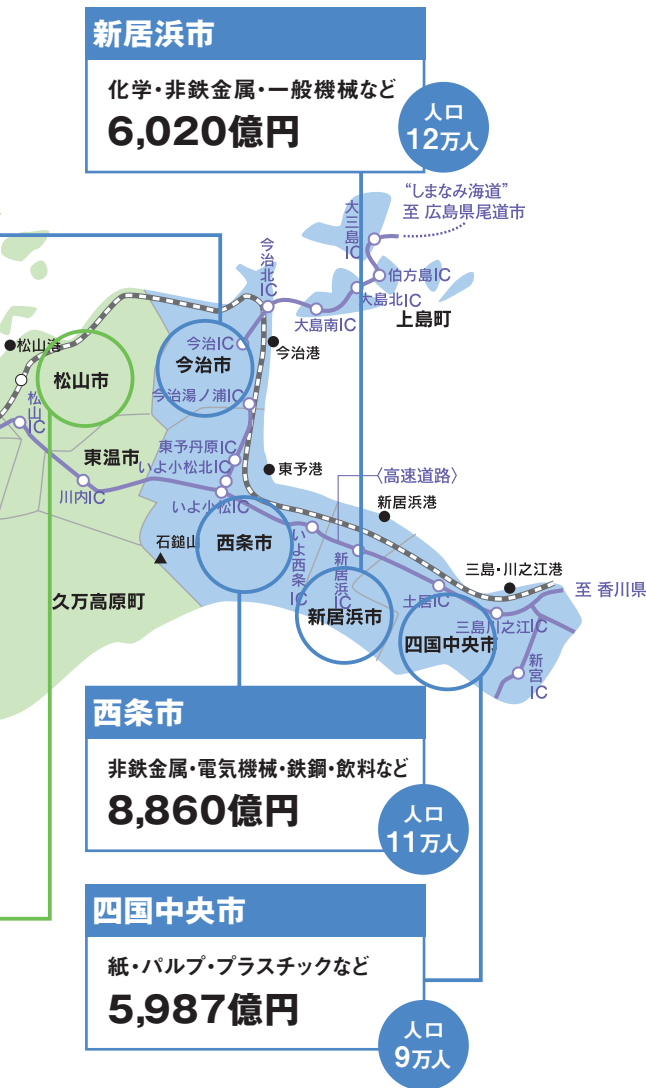 新居浜市
化学・非鉄金属・一般機械など
6,020億円
人口
12万人
“しまなみ海道”
至 広島県尾道市
大三島IC
今治北IC
伯方島IC
大島北IC
大島南IC
上島町
松山港
今治IC
今治港
今治市
松山市
今治湯ノ浦IC
松山IC
東予丹原IC
東温市
いよ小松北IC
東予港
〈高速道路〉
川内IC
いよ小松IC
新居浜港
石鎚山
西条市
いよ西条IC
新居浜IC
三島・川之江港
至 香川県
久万高原町
土居IC
新居浜市
三島川之江IC
四国中央市
新宮IC
西条市
非鉄金属・電気機械・鉄鋼・飲料など
8,860億円
人口
11万人
四国中央市
紙・パルプ・プラスチックなど
5,987億円
人口
9万人